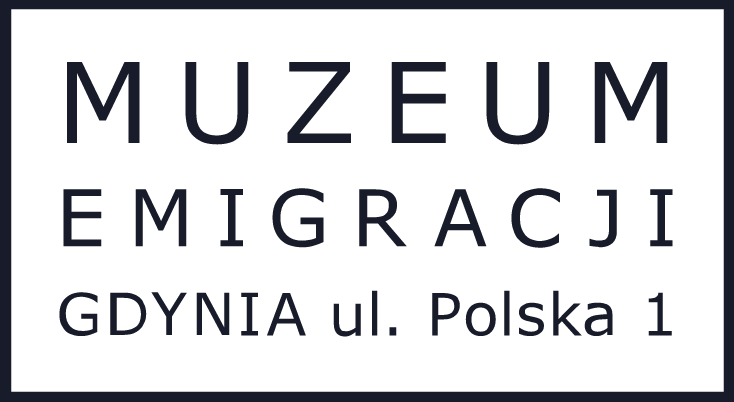 MUZEUM
EMIGRACJI
GDYNIA ul. Polska 1